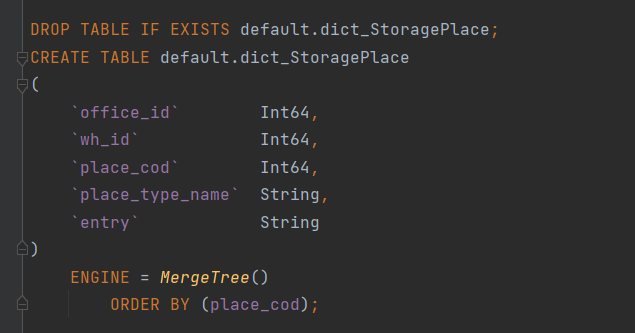 DROP TABLE IF EXISTS default.dict_StoragePlace;
CREATE TABLE default.dict_StoragePlace
(
    `office_id`        Int64,
    `wh_id`            Int64,
    `place_cod`        Int64,
    `place_type_name`  String,
    `entry`            String
)
    ENGINE = MergeTree()
        ORDER BY (place_cod);